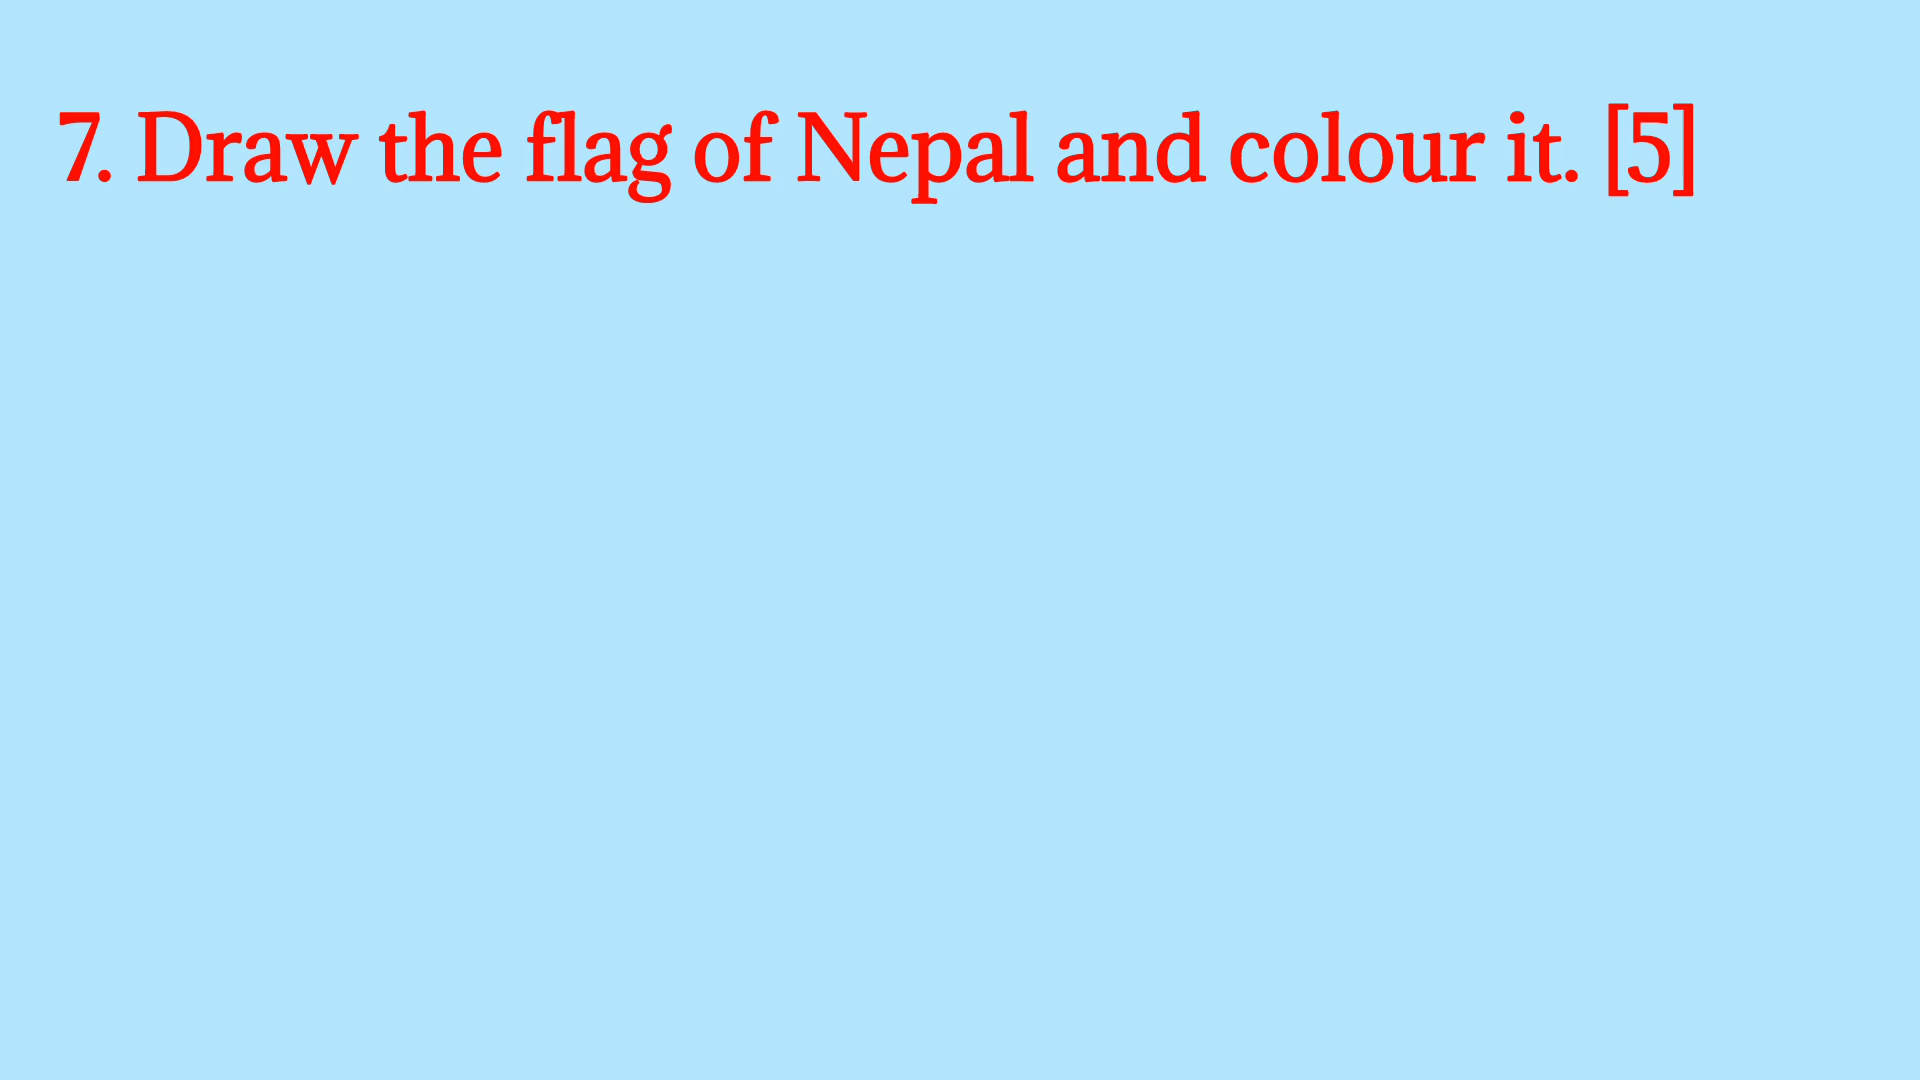 7. Draw the flag of Nepal and colour it. [5]